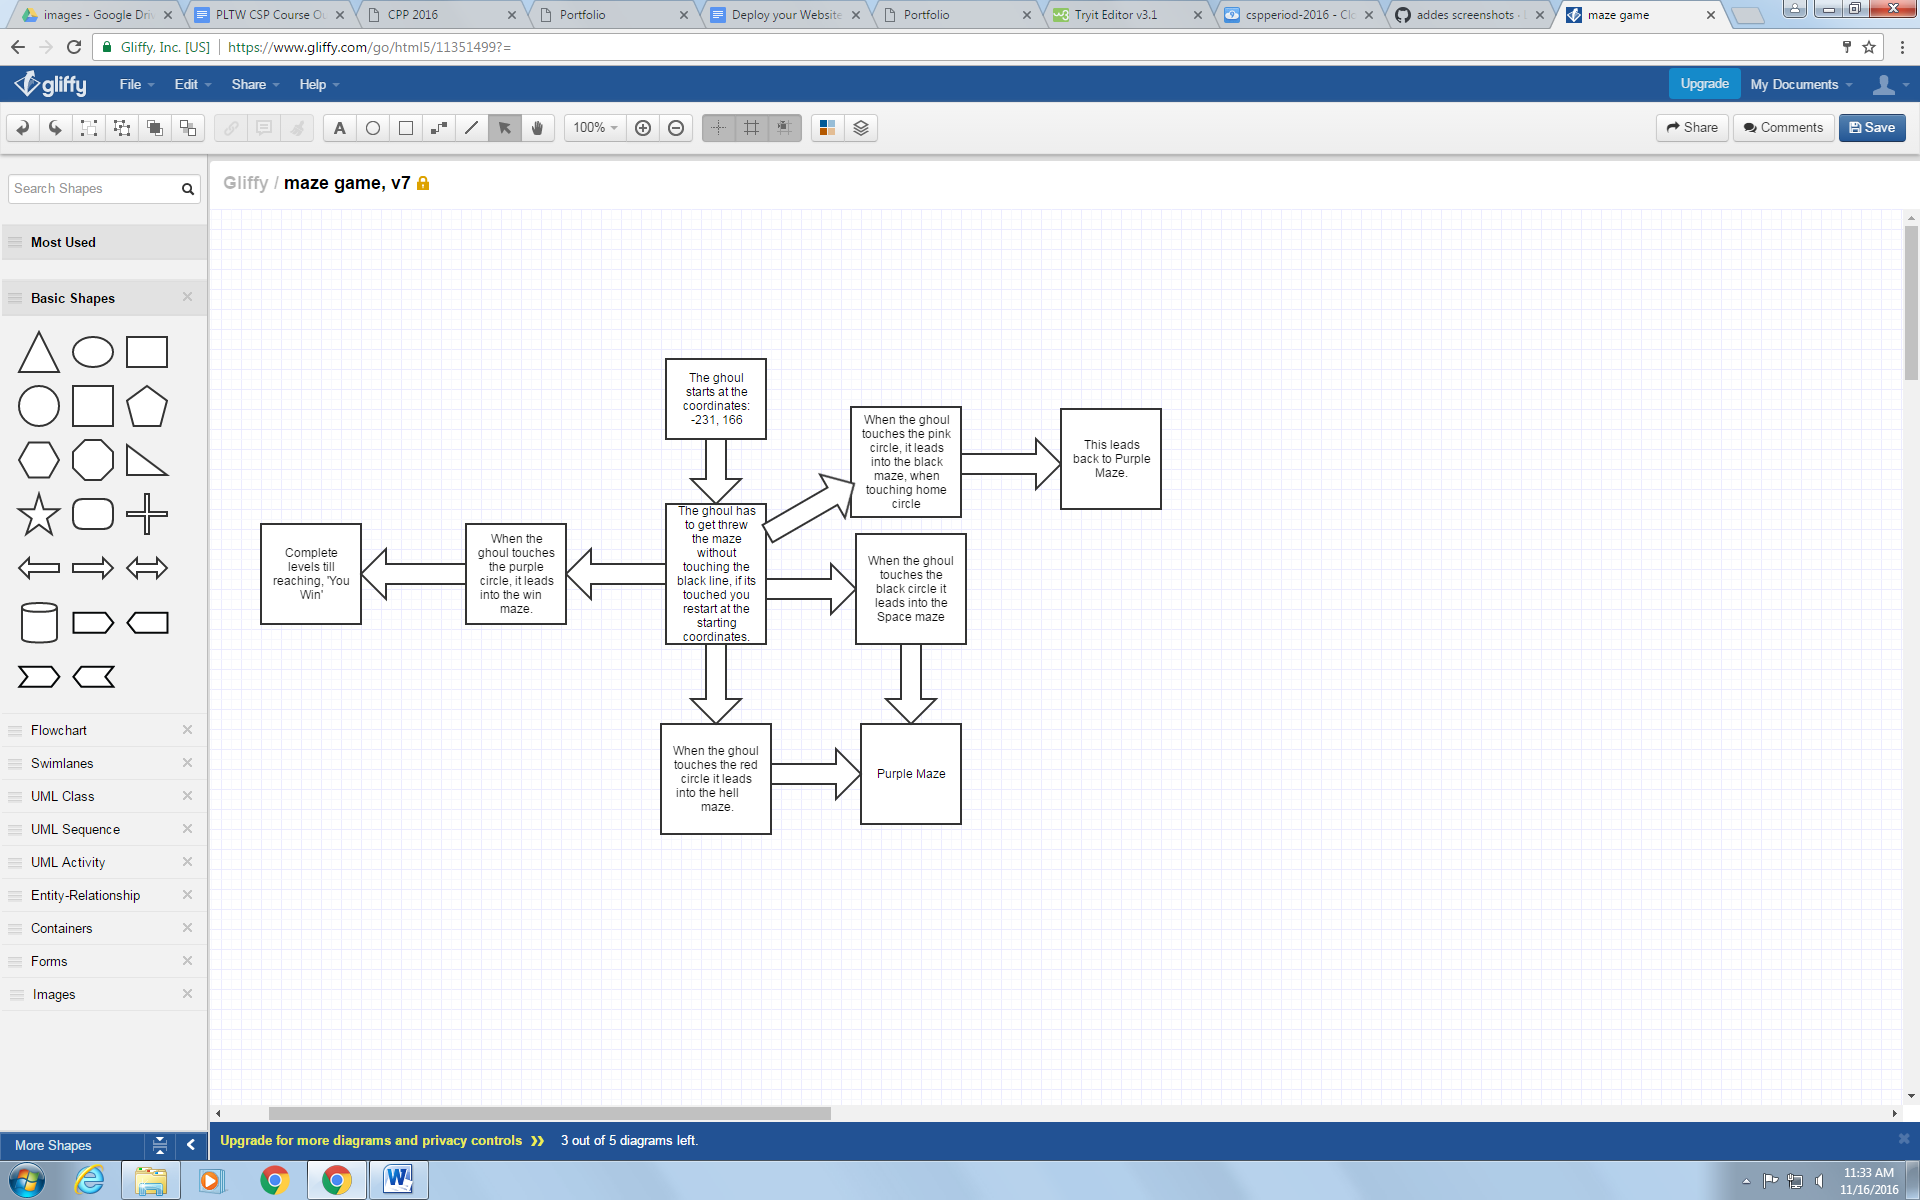 images - Google Dri
PLTW CSP Course Ou
CPP 2016
Portfolio
Deploy your Website
Portfolio
Tryit Editor v3.1
cspperiod-2016 - Clo
addes screenshots ·
maze game
Gliffy, Inc. [US]
https://www.gliffy.com/go/html5/11351499?=
gliffy
File
Edit
Share
Help
Upgrade
My Documents
A
100%
Share
Comments
Save
Search Shapes
Gliffy / maze game, v7
Most Used
Basic Shapes
Flowchart
Swimlanes
UML Class
UML Sequence
UML Activity
Entity-Relationship
Containers
Forms
Images
More Shapes
The ghoul
starts at the
coordinates:
-231, 166
When the ghoul
touches the pink
circle, it leads
into the black
maze, when
touching home
circle
This leads
back to Purple
Maze.
Complete
levels till
reaching, 'You
Win'
When the
ghoul touches
the purple
circle, it leads
into the win
maze.
The ghoul has
to get threw
the maze
without
touching the
black line, if its
touched you
restart at the
starting
coordinates.
When the ghoul
touches the
black circle it
leads into the
Space maze
When the ghoul
touches the red
circle it leads
into the hell
maze.
Purple Maze
Upgrade for more diagrams and privacy controls
3 out of 5 diagrams left.
11:33 AM
11/16/2016